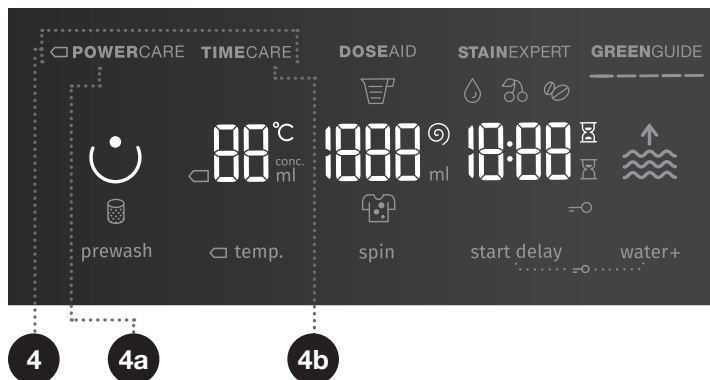 POWERCARE TIMECARE DOSEAID STAINEXPERT GREENGUIDE
88 °C 1888 18:88
conc.
ml ml
prewash temp. spin start delay water+
4 4a 4b